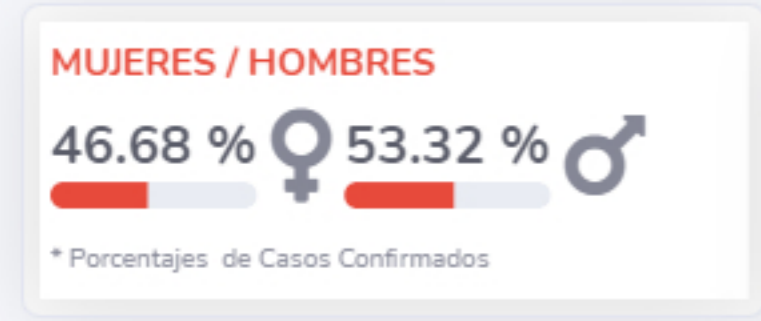 MUJERES / HOMBRES
46.68 % 53.32 %
* Porcentajes de Casos Confirmados